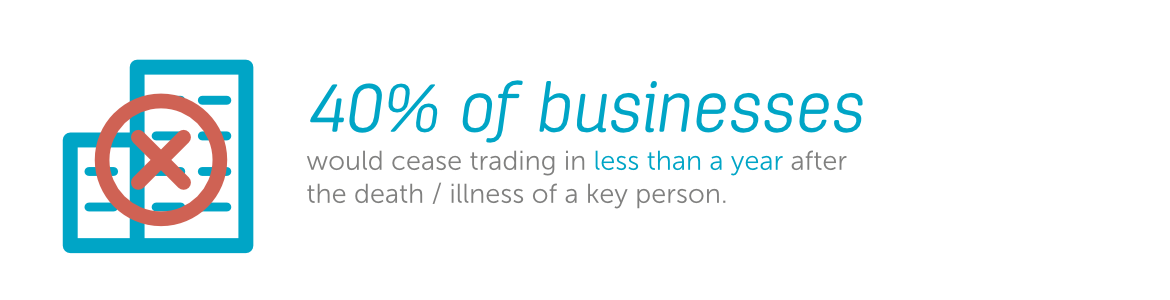 40% of businesses
would cease trading in less than a year after
the death / illness of a key person.